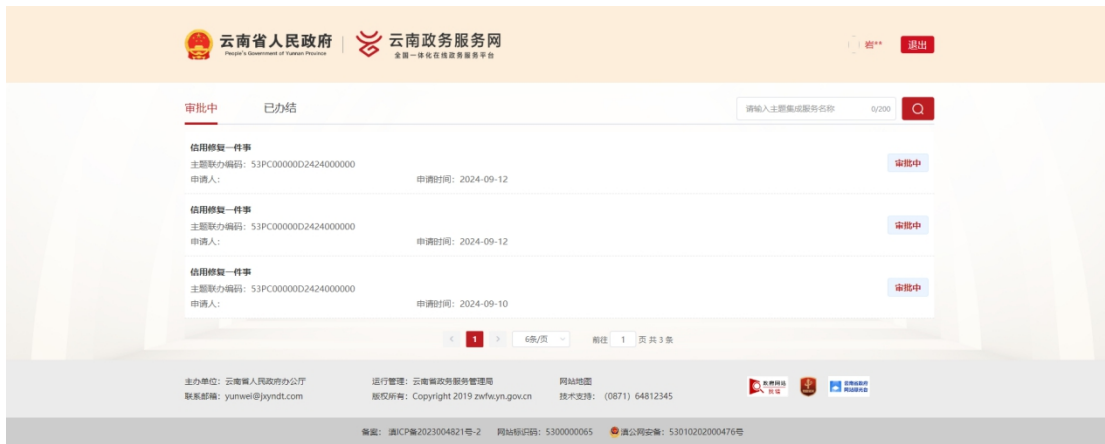 云南省人民政府
People's Government of Yunnan Province
云南政务服务网
全国一体化在线政务服务平台
岩** 退出
审批中 已办结 请输入主题集成服务名称 0/200
信用修复一件事
主题联办编码：53PC00000D2424000000
审批中
申请人： 申请时间：2024-09-12
信用修复一件事
主题联办编码：53PC00000D2424000000
审批中
申请人： 申请时间：2024-09-12
信用修复一件事
主题联办编码：53PC00000D2424000000
审批中
申请人： 申请时间：2024-09-10
< 1 > 6条/页 前往 1 页 共 3 条
主办单位：云南省人民政府办公厅 运行管理：云南省政务服务管理局 网站地图
联系邮箱：yunwei@jxyndt.com 版权所有：Copyright 2019 zwfw.yn.gov.cn 技术支持：(0871) 64812345
政府网站 找错
备案：滇ICP备2023004821号-2 网站标识码：5300000065 滇公网安备：53010202000476号